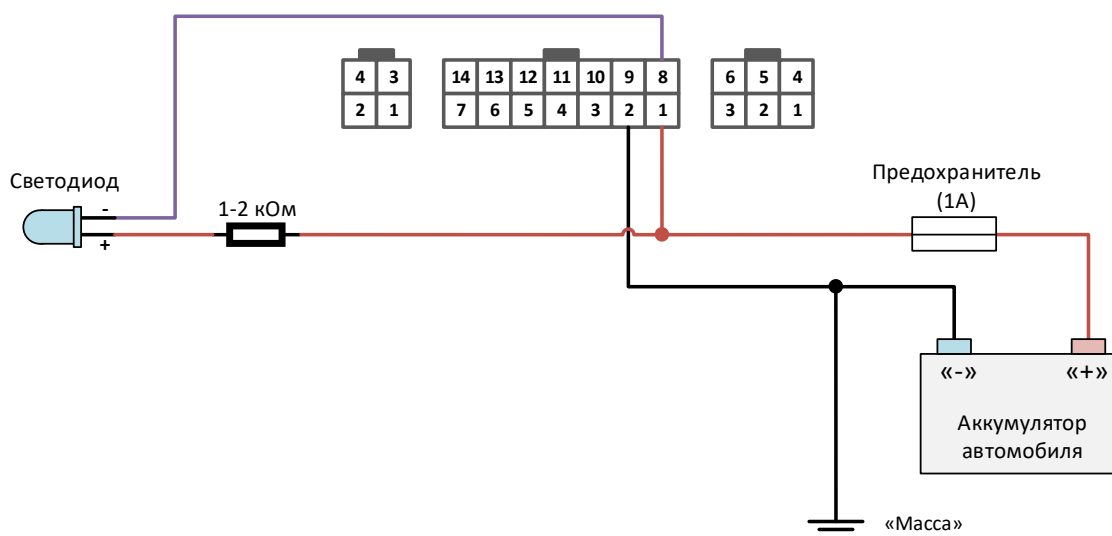 4 3
2 1
14 13 12 11 10 9 8
7 6 5 4 3 2 1
6 5 4
3 2 1
Светодиод
-
+
1-2 кОм
Предохранитель
(1А)
«-» «+»
Аккумулятор
автомобиля
«Масса»